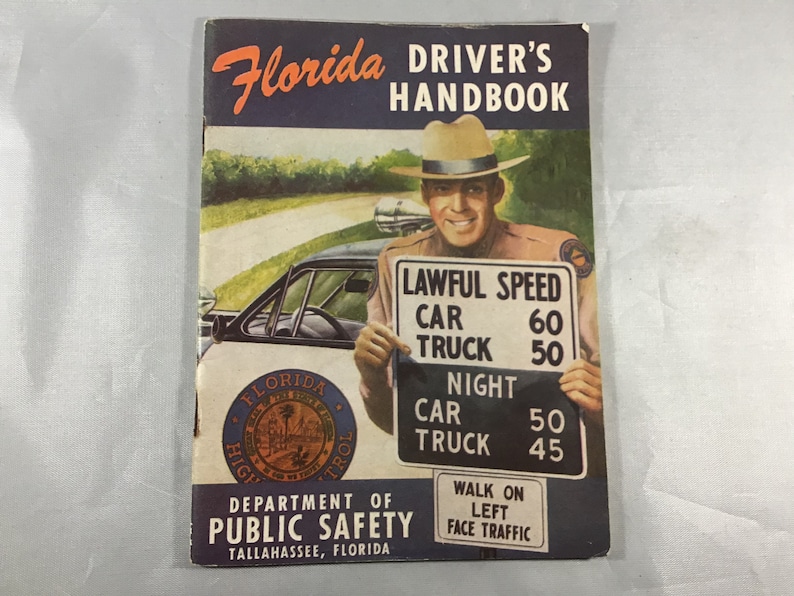 Florida DRIVER'S
HANDBOOK
LAWFUL SPEED
CAR 60
TRUCK 50
NIGHT
CAR 50
TRUCK 45
FLORIDA
WALK ON
LEFT
FACE TRAFFIC
DEPARTMENT OF
PUBLIC SAFETY
TALLAHASSEE, FLORIDA